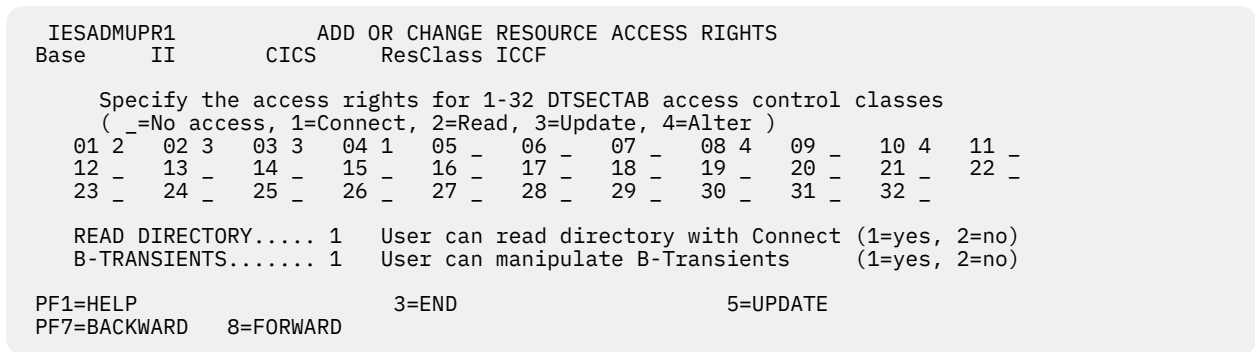 IESADMUPR1 ADD OR CHANGE RESOURCE ACCESS RIGHTS
Base II CICS ResClass ICCF
Specify the access rights for 1-32 DTSECTAB access control classes
( _=No access, 1=Connect, 2=Read, 3=Update, 4=Alter )
01 2 02 3 03 3 04 1 05 _ 06 _ 07 _ 08 4 09 _ 10 4 11 _
12 _ 13 _ 14 _ 15 _ 16 _ 17 _ 18 _ 19 _ 20 _ 21 _ 22 _
23 _ 24 _ 25 _ 26 _ 27 _ 28 _ 29 _ 30 _ 31 _ 32 _
READ DIRECTORY..... 1 User can read directory with Connect (1=yes, 2=no)
B-TRANSIENTS....... 1 User can manipulate B-Transients (1=yes, 2=no)
PF1=HELP 3=END 5=UPDATE
PF7=BACKWARD 8=FORWARD